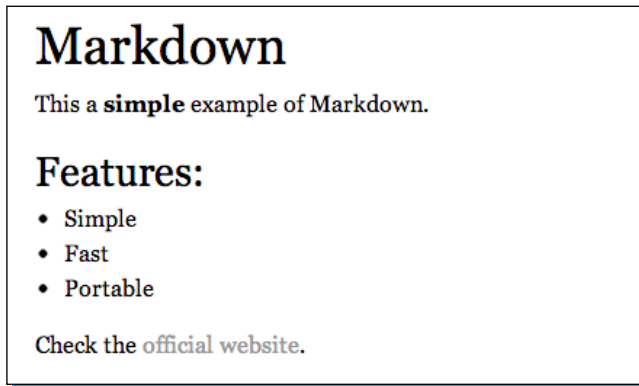 Markdown
This a simple example of Markdown.
Features:
• Simple
• Fast
• Portable
Check the official website.